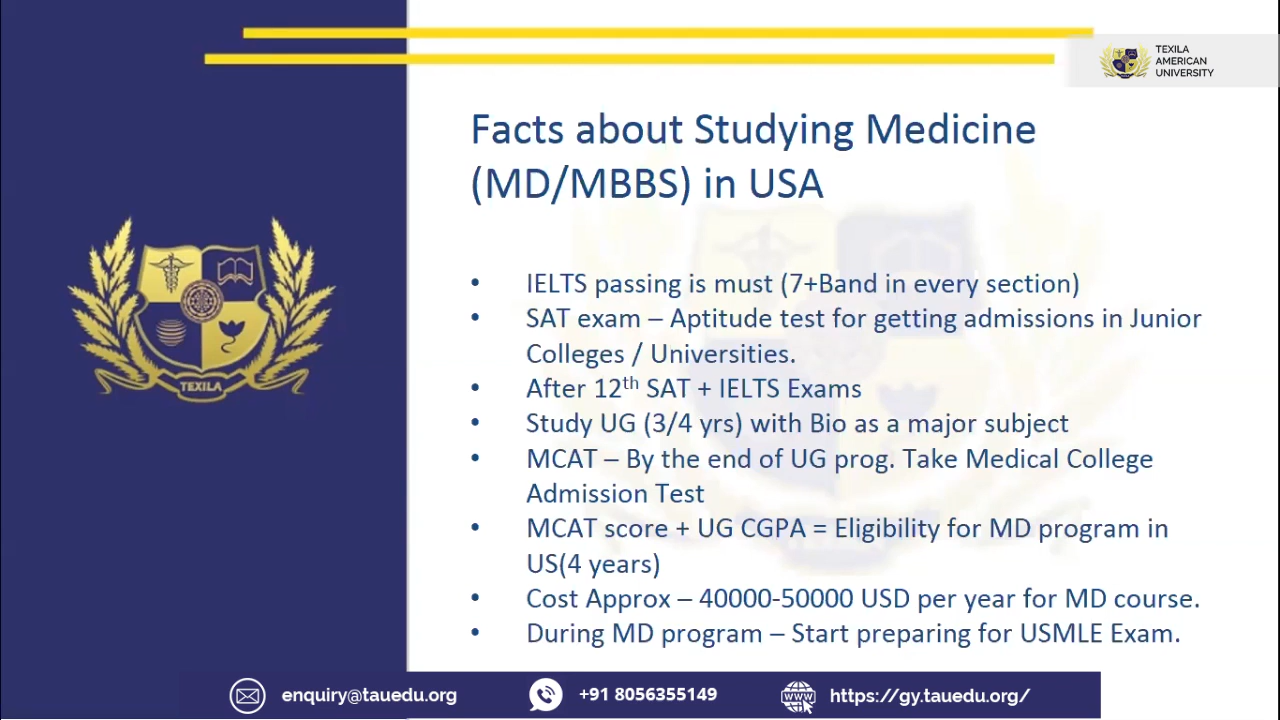 TEXILA
AMERICAN
UNIVERSITY
Facts about Studying Medicine
(MD/MBBS) in USA
TEXILA
• IELTS passing is must (7+Band in every section)
• SAT exam – Aptitude test for getting admissions in Junior
Colleges / Universities.
• After 12th SAT + IELTS Exams
• Study UG (3/4 yrs) with Bio as a major subject
• MCAT – By the end of UG prog. Take Medical College
Admission Test
• MCAT score + UG CGPA = Eligibility for MD program in
US(4 years)
• Cost Approx – 40000-50000 USD per year for MD course.
• During MD program – Start preparing for USMLE Exam.
enquiry@tauedu.org
+91 8056355149
WWW
https://gy.tauedu.org/